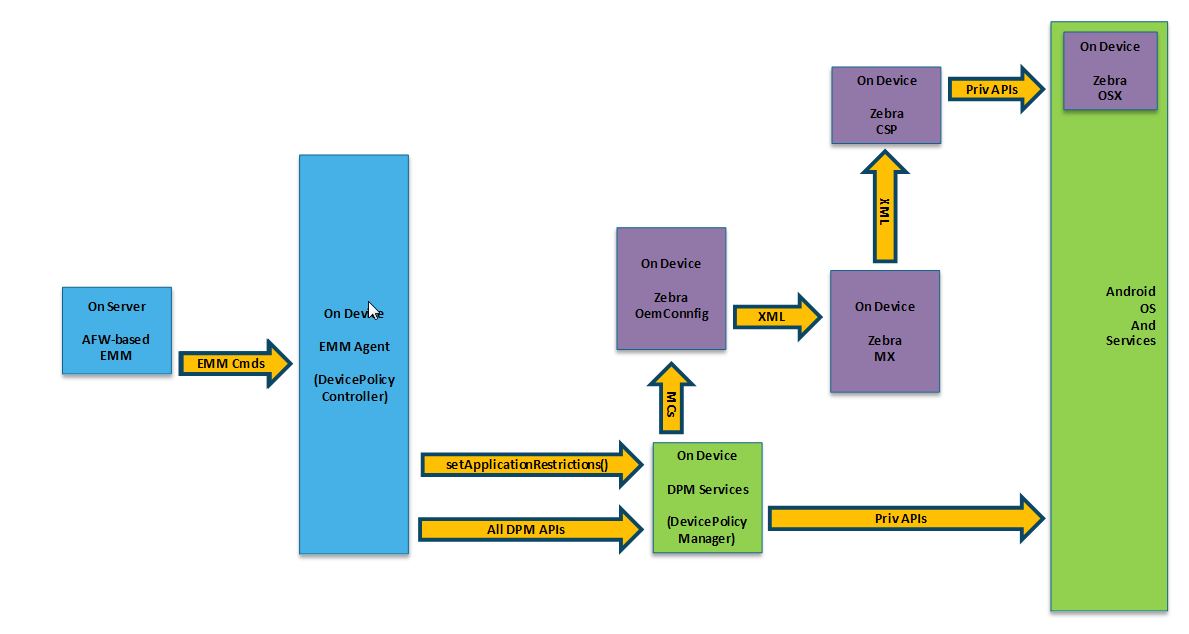 On Server
AFW-based
EMM
EMM Cmds
On Device
EMM Agent
(DevicePolicy
Controller)
setApplicationRestrictions()
All DPM APIs
On Device
DPM Services
(DevicePolicy
Manager)
MCs
On Device
Zebra
OemConnfig
XML
On Device
Zebra
MX
XML
On Device
Zebra
CSP
Priv APIs
On Device
Zebra
OSX
Priv APIs
Android
OS
And
Services